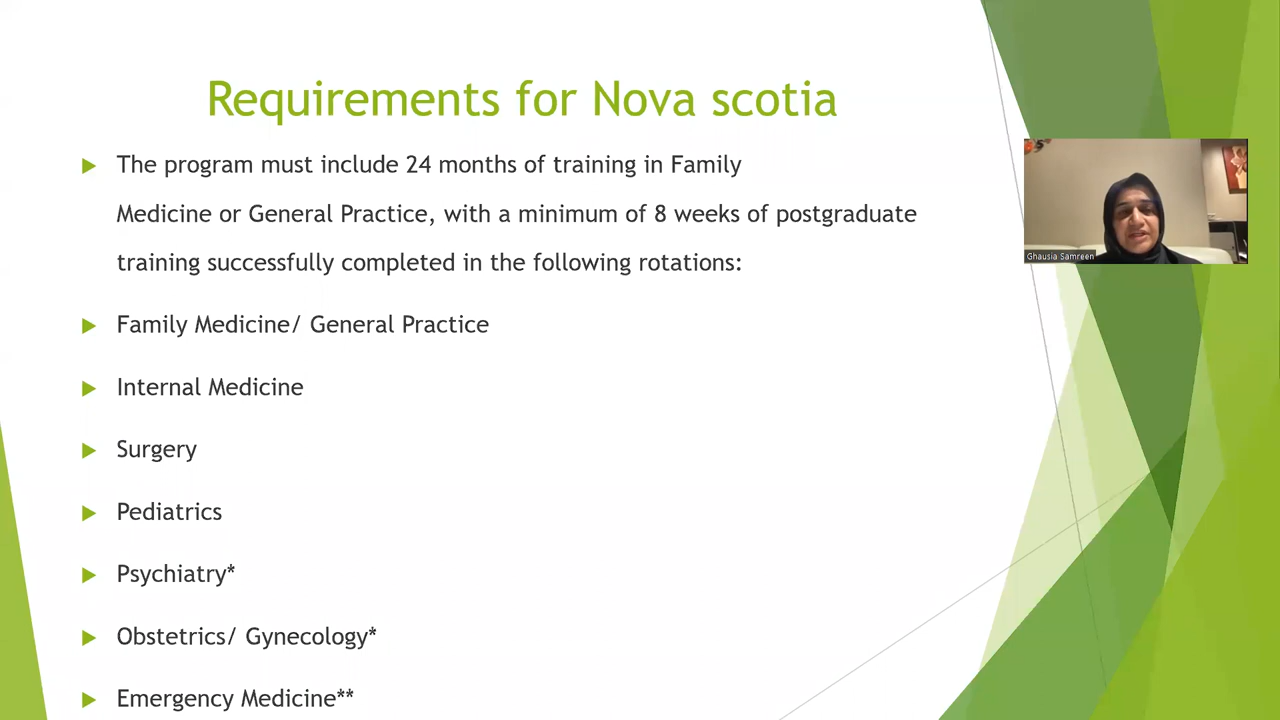 Requirements for Nova scotia
The program must include 24 months of training in Family
Medicine or General Practice, with a minimum of 8 weeks of postgraduate
training successfully completed in the following rotations:
Family Medicine/ General Practice
Internal Medicine
Surgery
Pediatrics
Psychiatry*
Obstetrics/ Gynecology*
Emergency Medicine**
Ghausia Samreen